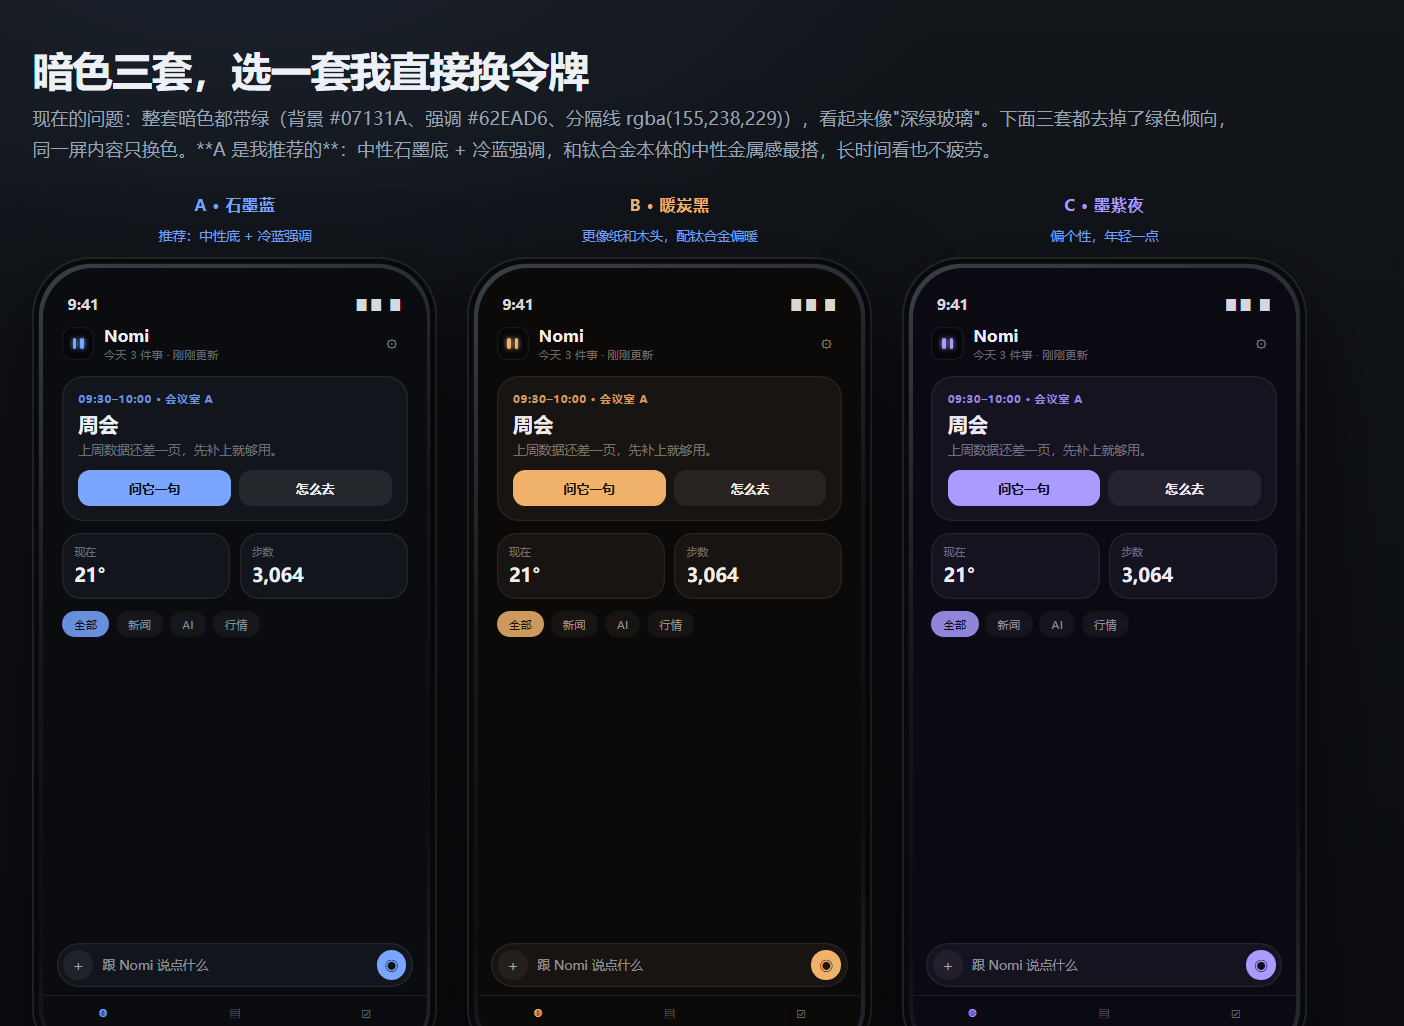 暗色三套，选一套我直接换令牌
现在的问题：整套暗色都带绿（背景 #07131A、强调 #62EAD6、分隔线 rgba(155,238,229)），看起来像"深绿玻璃"。下面三套都去掉了绿色倾向，
同一屏内容只换色。**A 是我推荐的**：中性石墨底 + 冷蓝强调，和钛合金本体的中性金属感最搭，长时间看也不疲劳。
A • 石墨蓝
推荐：中性底 + 冷蓝强调
9:41
Nomi
今天 3 件事 · 刚刚更新
09:30–10:00 • 会议室 A
周会
上周数据还差一页，先补上就够用。
问它一句
怎么去
现在
21°
步数
3,064
全部
新闻
AI
行情
跟 Nomi 说点什么
B • 暖炭黑
更像纸和木头，配钛合金偏暖
9:41
Nomi
今天 3 件事 · 刚刚更新
09:30–10:00 • 会议室 A
周会
上周数据还差一页，先补上就够用。
问它一句
怎么去
现在
21°
步数
3,064
全部
新闻
AI
行情
跟 Nomi 说点什么
C • 墨紫夜
偏个性，年轻一点
9:41
Nomi
今天 3 件事 · 刚刚更新
09:30–10:00 • 会议室 A
周会
上周数据还差一页，先补上就够用。
问它一句
怎么去
现在
21°
步数
3,064
全部
新闻
AI
行情
跟 Nomi 说点什么